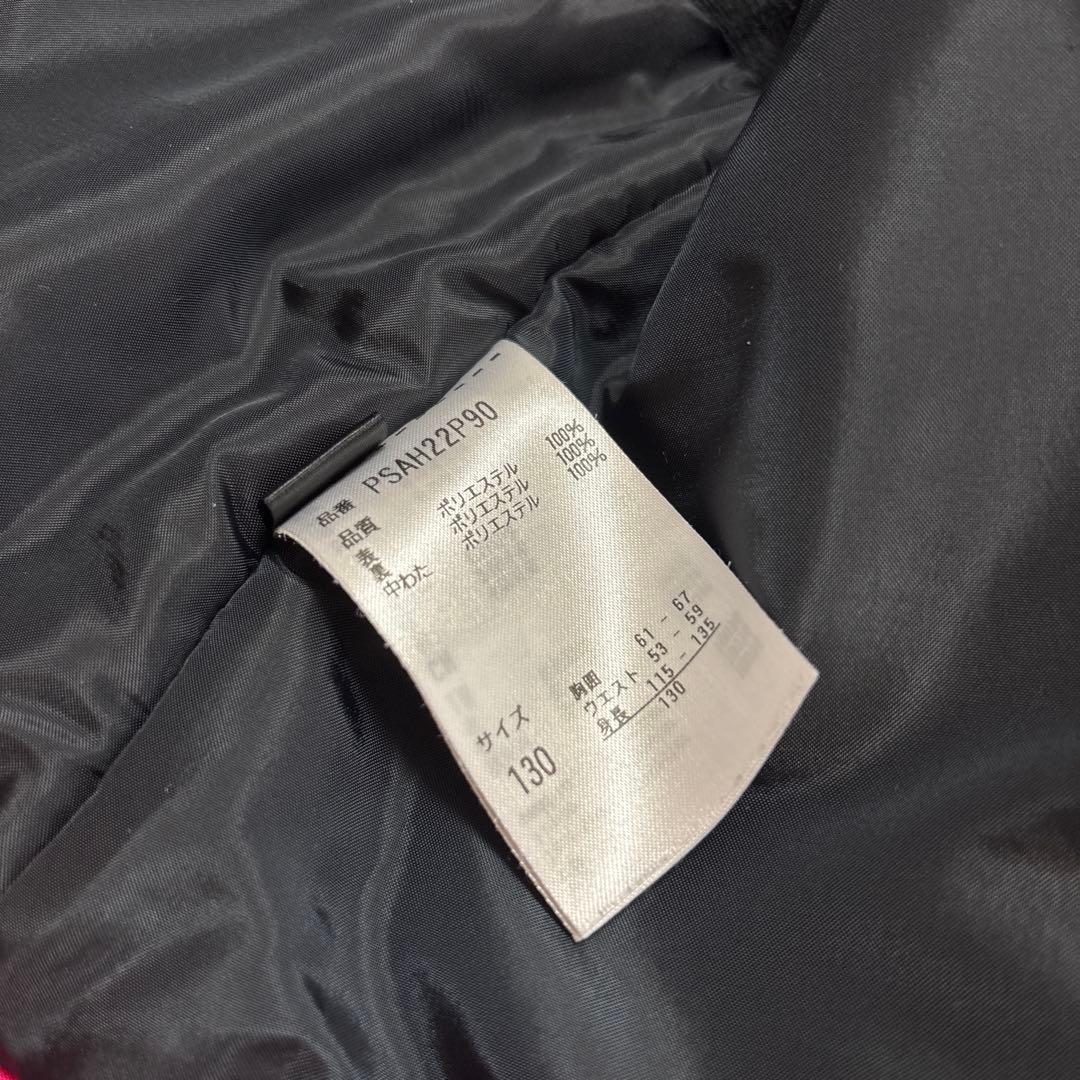 品番 PSAH22P90
品質
表 ポリエステル 100%
裏 ポリエステル 100%
中わた ポリエステル 100%
サイズ
130
胸囲 61 - 67
ウエスト 53 - 59
身長 115 - 135
130